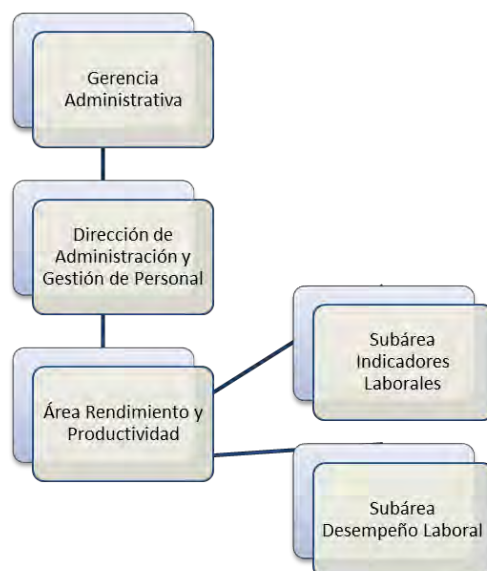 Gerencia
Administrativa
Dirección de
Administración y
Gestión de Personal
Área Rendimiento y
Productividad
Subárea
Indicadores
Laborales
Subárea
Desempeño Laboral